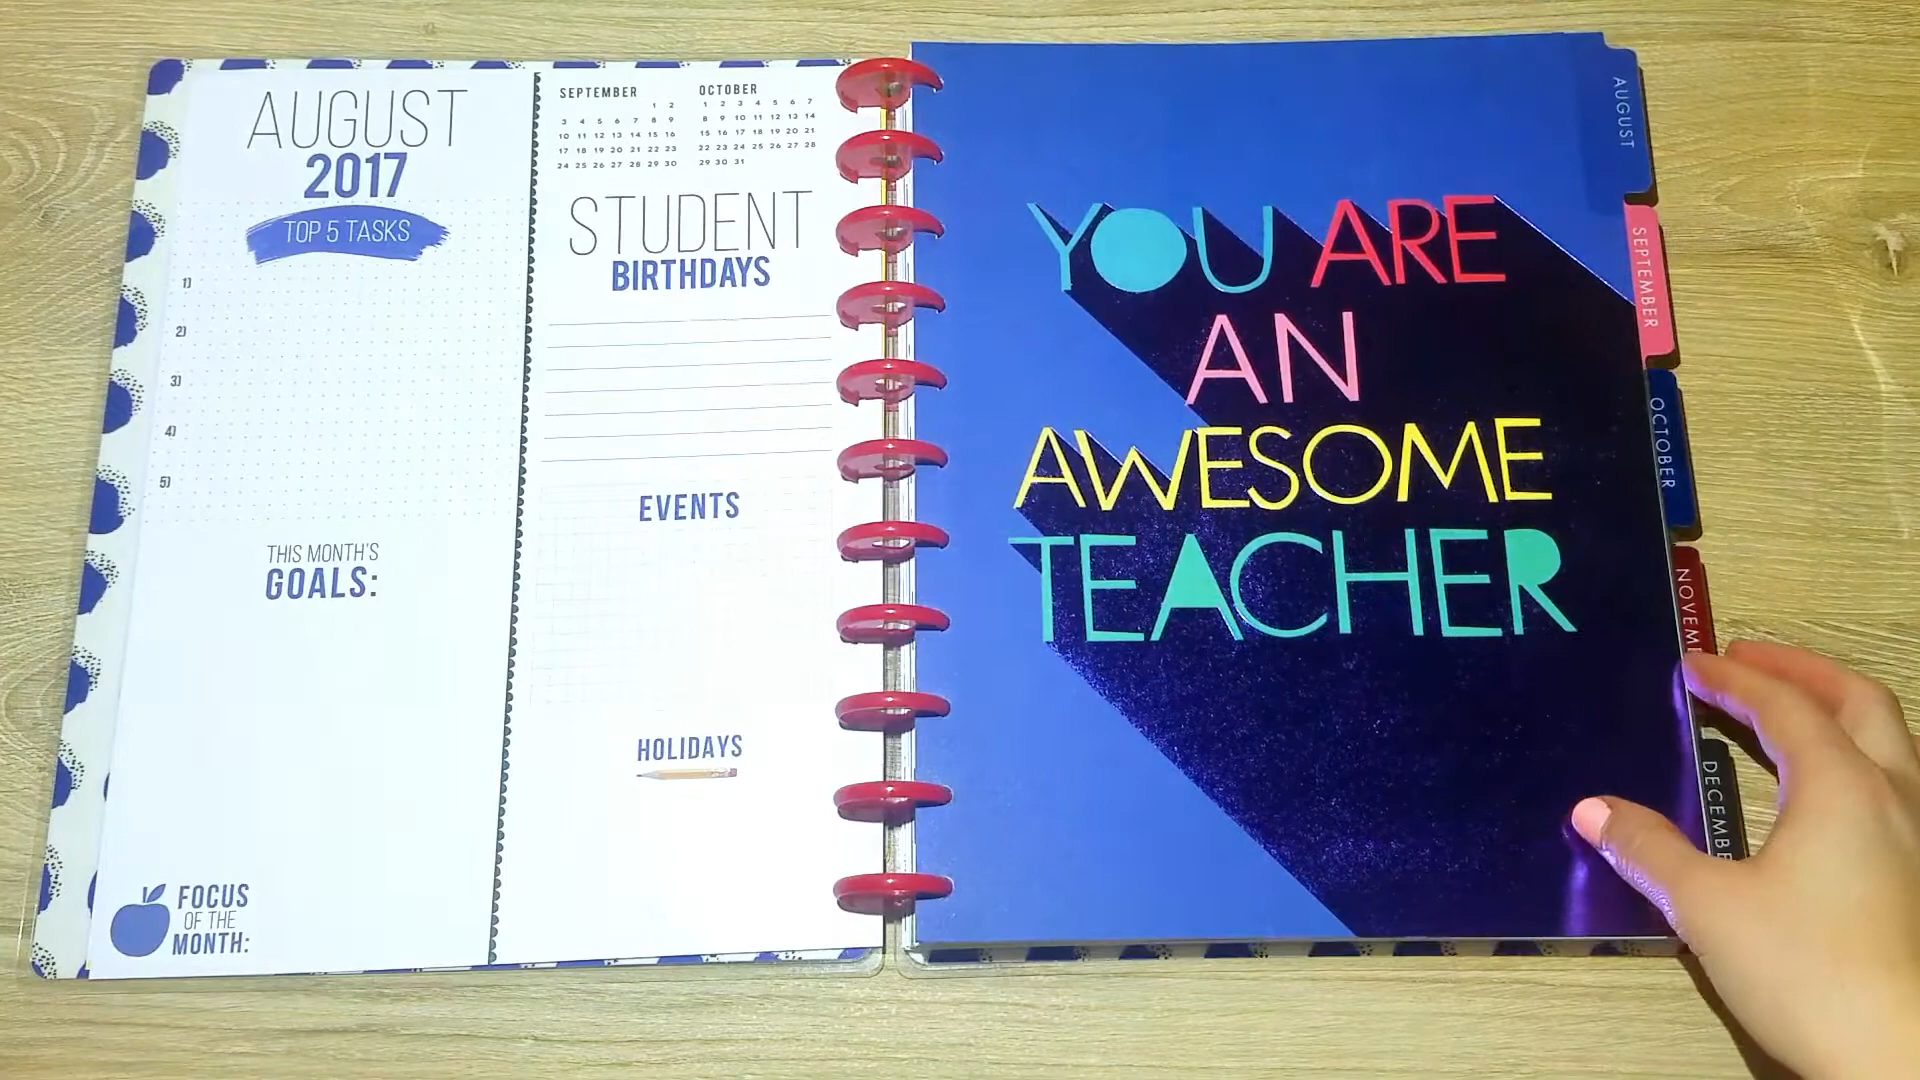 AUGUST
2017
TOP 5 TASKS
1)
2)
3)
4)
5)
THIS MONTH'S
GOALS:
FOCUS
OF THE
MONTH:
SEPTEMBER
1 2
3 4 5 6 7 8 9
10 11 12 13 14 15 16
17 18 19 20 21 22 23
24 25 26 27 28 29 30
OCTOBER
1 2 3 4 5 6 7
8 9 10 11 12 13 14
15 16 17 18 19 20 21
22 23 24 25 26 27 28
29 30 31
STUDENT
BIRTHDAYS
EVENTS
HOLIDAYS
YOU ARE
AN
AWESOME
TEACHER
AUGUST
SEPTEMBER
OCTOBER
NOVEM
DECEMBE